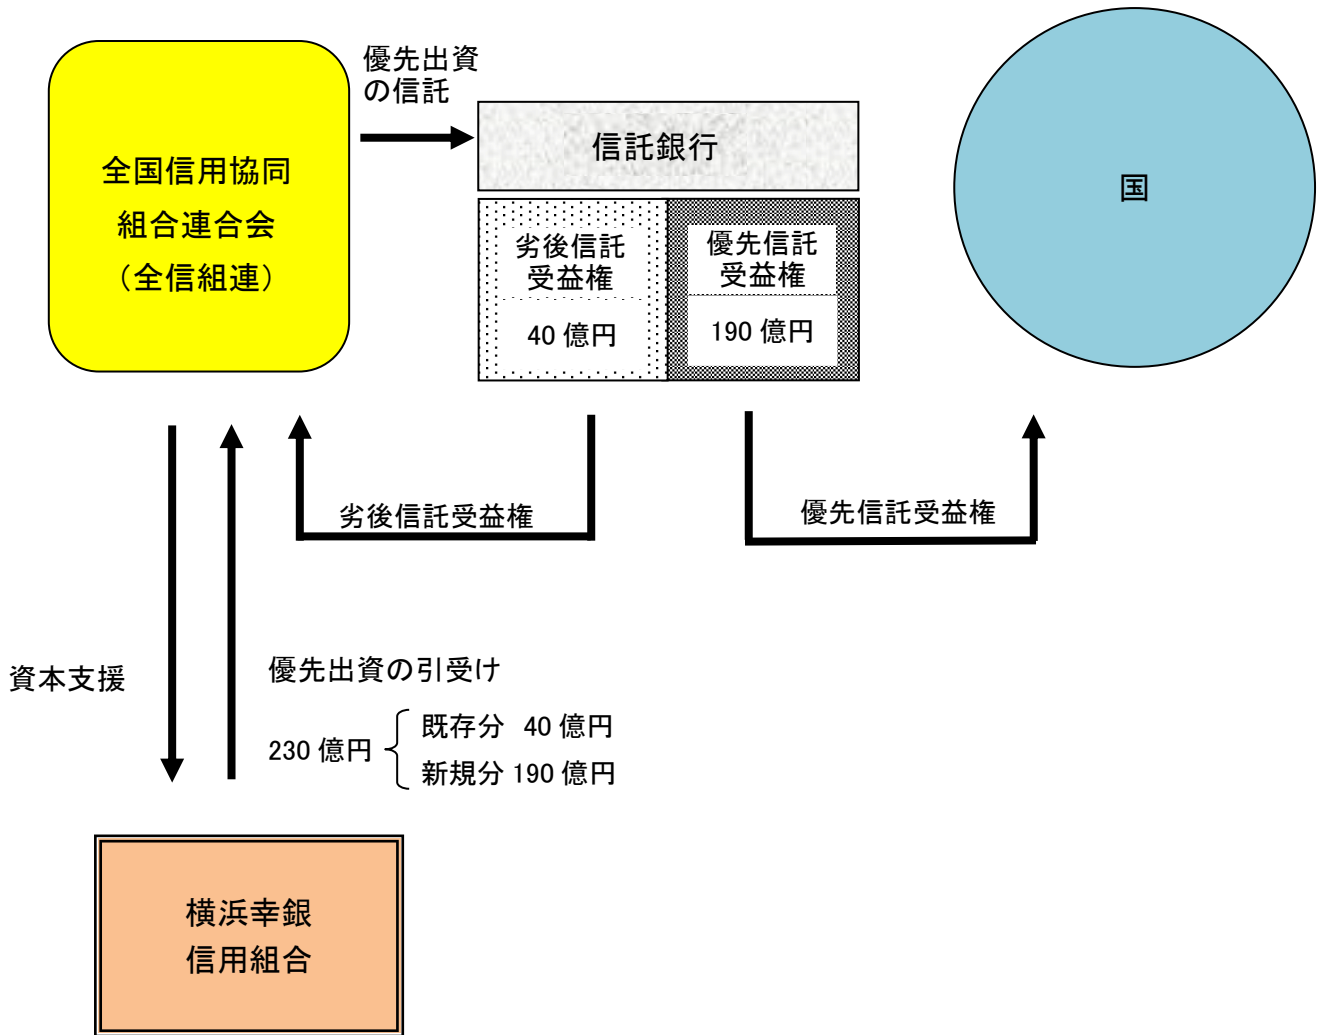 全国信用協同
組合連合会
（全信組連）
優先出資
の信託
信託銀行
劣後信託
受益権
40 億円
優先信託
受益権
190 億円
国
劣後信託受益権
優先信託受益権
資本支援
優先出資の引受け
230 億円
既存分 40 億円
新規分 190 億円
横浜幸銀
信用組合